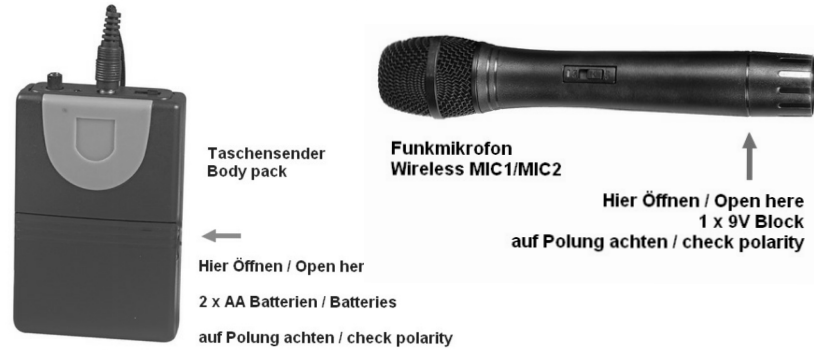 Taschensender
Body pack
Hier Öffnen / Open her
2 x AA Batterien / Batteries
auf Polung achten / check polarity
Funkmikrofon
Wireless MIC1/MIC2
Hier Öffnen / Open here
1 x 9V Block
auf Polung achten / check polarity